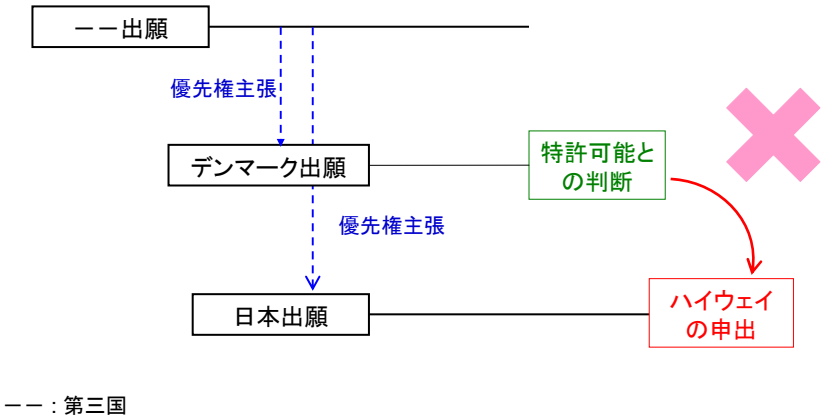 ーー出願
優先権主張
デンマーク出願
特許可能と
の判断
優先権主張
日本出願
ハイウェイ
の申出
ーー：第三国